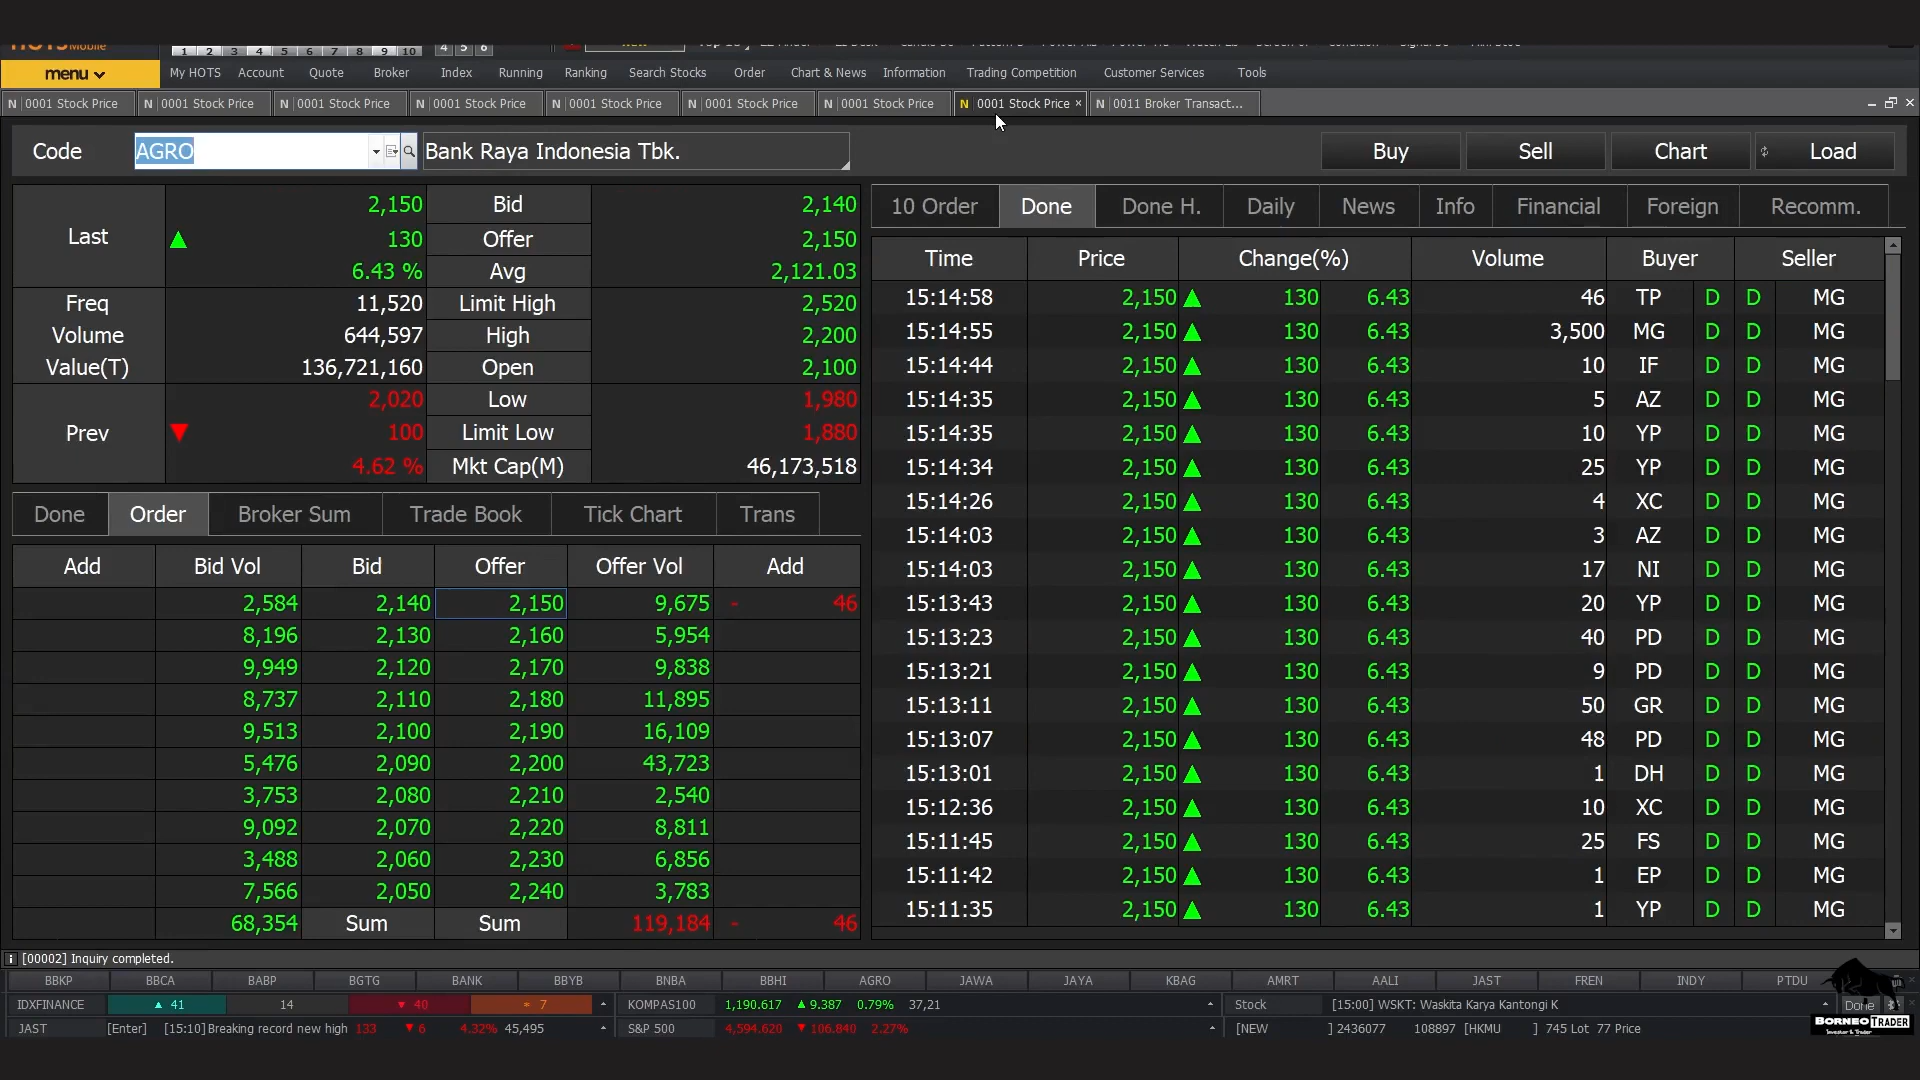 HOTS Mobile
1 2 3 4 5 6 7 8 9 10 4 5 6
menu My HOTS Account Quote Broker Index Running Ranking Search Stocks Order Chart & News Information Trading Competition Customer Services Tools
N 0001 Stock Price N 0001 Stock Price N 0001 Stock Price N 0001 Stock Price N 0001 Stock Price N 0001 Stock Price N 0001 Stock Price N 0001 Stock Price × N 0011 Broker Transact...
Code AGRO Bank Raya Indonesia Tbk. Buy Sell Chart Load
Last ▲ 2,150 130 6.43 %
Bid 2,140
Offer 2,150
Avg 2,121.03
Freq 11,520 Limit High 2,520
Volume 644,597 High 2,200
Value(T) 136,721,160 Open 2,100
Prev ▼ 2,020 100 4.62 %
Low 1,980
Limit Low 1,880
Mkt Cap(M) 46,173,518
Done Order Broker Sum Trade Book Tick Chart Trans
Add Bid Vol Bid Offer Offer Vol Add
2,584 2,140 2,150 9,675 - 46
8,196 2,130 2,160 5,954
9,949 2,120 2,170 9,838
8,737 2,110 2,180 11,895
9,513 2,100 2,190 16,109
5,476 2,090 2,200 43,723
3,753 2,080 2,210 2,540
9,092 2,070 2,220 8,811
3,488 2,060 2,230 6,856
7,566 2,050 2,240 3,783
68,354 Sum Sum 119,184 - 46
10 Order Done Done H. Daily News Info Financial Foreign Recomm.
Time Price Change(%) Volume Buyer Seller
15:14:58 2,150 ▲ 130 6.43 46 TP D D MG
15:14:55 2,150 ▲ 130 6.43 3,500 MG D D MG
15:14:44 2,150 ▲ 130 6.43 10 IF D D MG
15:14:35 2,150 ▲ 130 6.43 5 AZ D D MG
15:14:35 2,150 ▲ 130 6.43 10 YP D D MG
15:14:34 2,150 ▲ 130 6.43 25 YP D D MG
15:14:26 2,150 ▲ 130 6.43 4 XC D D MG
15:14:03 2,150 ▲ 130 6.43 3 AZ D D MG
15:14:03 2,150 ▲ 130 6.43 17 NI D D MG
15:13:43 2,150 ▲ 130 6.43 20 YP D D MG
15:13:23 2,150 ▲ 130 6.43 40 PD D D MG
15:13:21 2,150 ▲ 130 6.43 9 PD D D MG
15:13:11 2,150 ▲ 130 6.43 50 GR D D MG
15:13:07 2,150 ▲ 130 6.43 48 PD D D MG
15:13:01 2,150 ▲ 130 6.43 1 DH D D MG
15:12:36 2,150 ▲ 130 6.43 10 XC D D MG
15:11:45 2,150 ▲ 130 6.43 25 FS D D MG
15:11:42 2,150 ▲ 130 6.43 1 EP D D MG
15:11:35 2,150 ▲ 130 6.43 1 YP D D MG
[00002] Inquiry completed.
BBKP BBCA BABP BGTG BANK BBYB BNBA BBHI AGRO JAWA JAYA KBAG AMRT AALI JAST FREN INDY PTDU
IDXFINANCE ▲ 41 14 ▼ 40 * 7 KOMPAS100 1,190.617 ▲ 9.387 0.79% 37,21 Stock [15:00] WSKT: Waskita Karya Kantongi K Done
JAST [Enter] [15:10]Breaking record new high 133 ▼ 6 4.32% 45,495 S&P 500 4,594.620 ▼ 106.840 2.27% [NEW ] 2436077 108897 [HKMU ] 745 Lot 77 Price
BORNEO TRADER
Investor & Trader